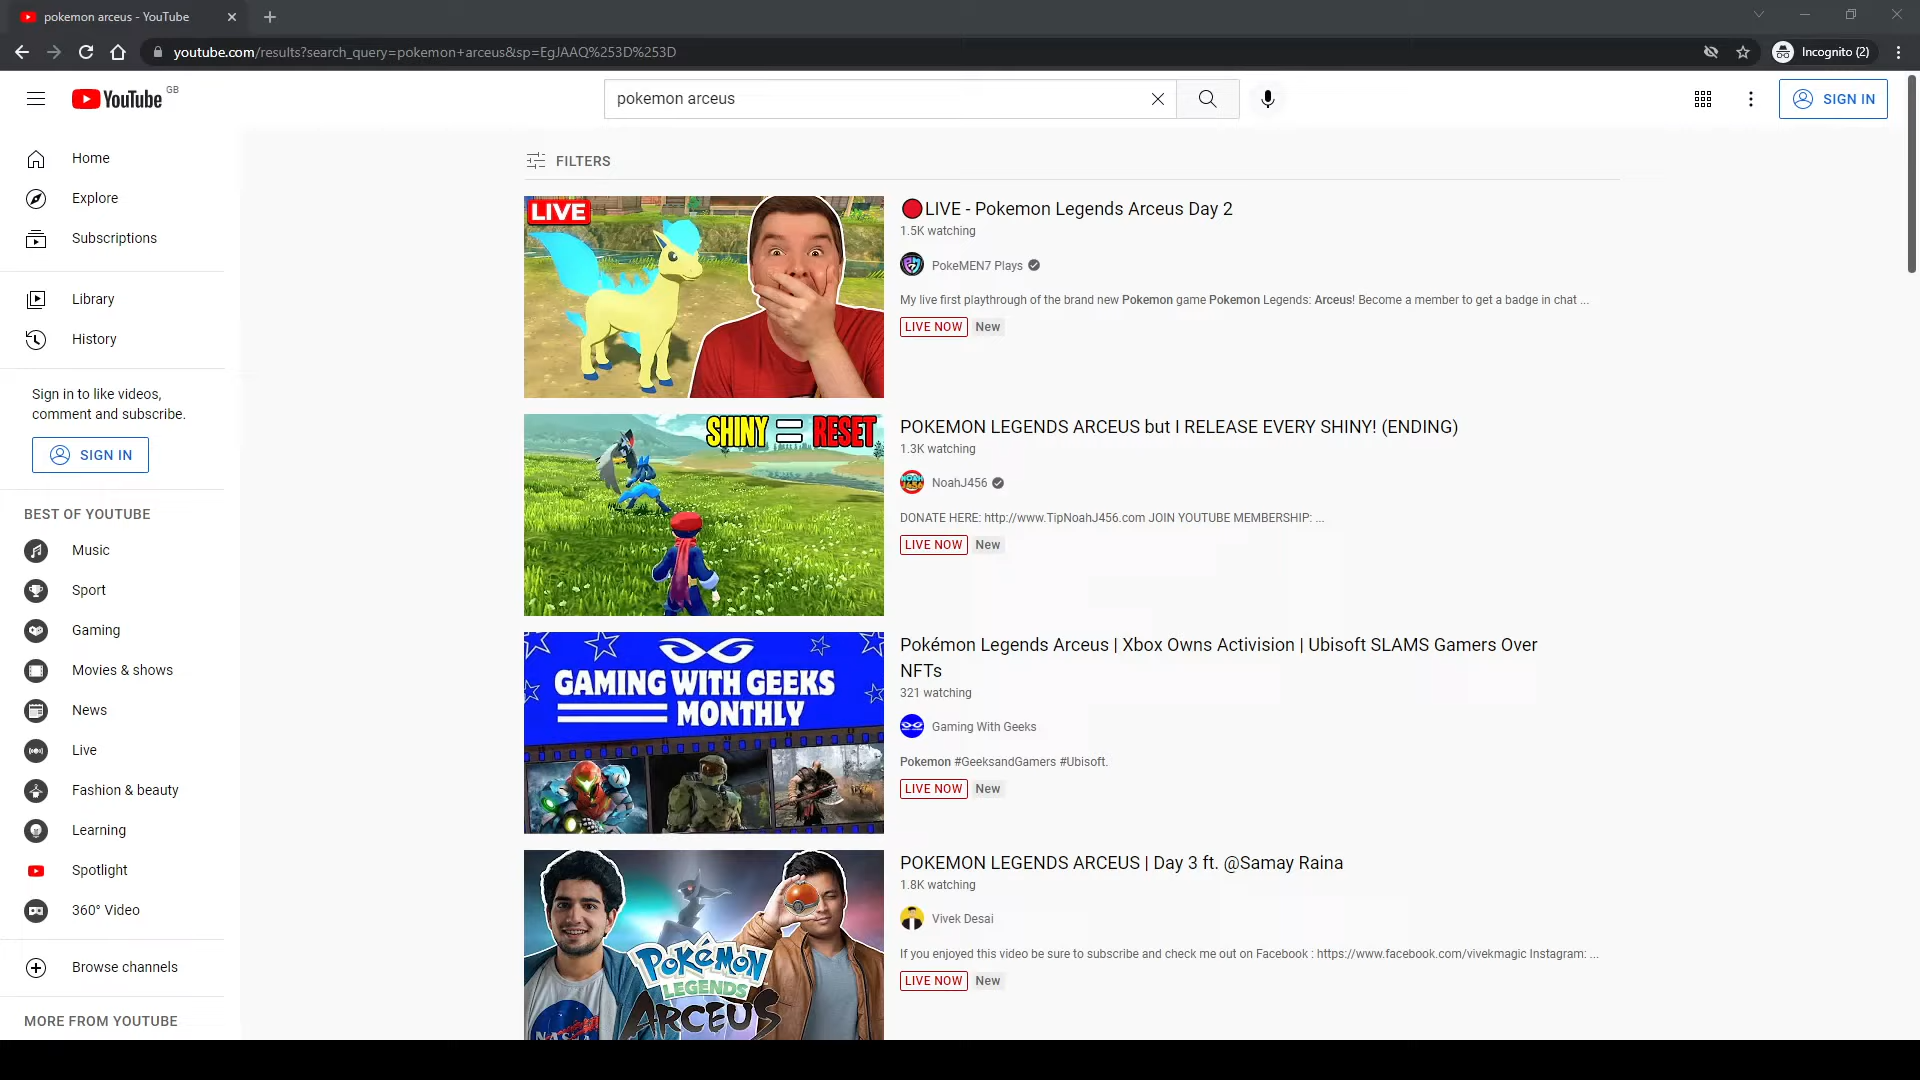 pokemon arceus - YouTube
youtube.com/results?search_query=pokemon+arceus&sp=EgJAAQ%253D%253D
Incognito (2)
YouTube GB
pokemon arceus
SIGN IN
Home
Explore
Subscriptions
Library
History
Sign in to like videos,
comment and subscribe.
SIGN IN
BEST OF YOUTUBE
Music
Sport
Gaming
Movies & shows
News
Live
Fashion & beauty
Learning
Spotlight
360° Video
Browse channels
MORE FROM YOUTUBE
FILTERS
LIVE
LIVE - Pokemon Legends Arceus Day 2
1.5K watching
PokeMEN7 Plays
My live first playthrough of the brand new Pokemon game Pokemon Legends: Arceus! Become a member to get a badge in chat ...
LIVE NOW New
SHINY = RESET
POKEMON LEGENDS ARCEUS but I RELEASE EVERY SHINY! (ENDING)
1.3K watching
NOAH
J456
NoahJ456
DONATE HERE: http://www.TipNoahJ456.com JOIN YOUTUBE MEMBERSHIP: ...
LIVE NOW New
GAMING WITH GEEKS
MONTHLY
Pokémon Legends Arceus | Xbox Owns Activision | Ubisoft SLAMS Gamers Over
NFTs
321 watching
Gaming With Geeks
Pokemon #GeeksandGamers #Ubisoft.
LIVE NOW New
POKéMON
LEGENDS
ARCEUS
NASA
POKEMON LEGENDS ARCEUS | Day 3 ft. @Samay Raina
1.8K watching
Vivek Desai
If you enjoyed this video be sure to subscribe and check me out on Facebook : https://www.facebook.com/vivekmagic Instagram: ...
LIVE NOW New